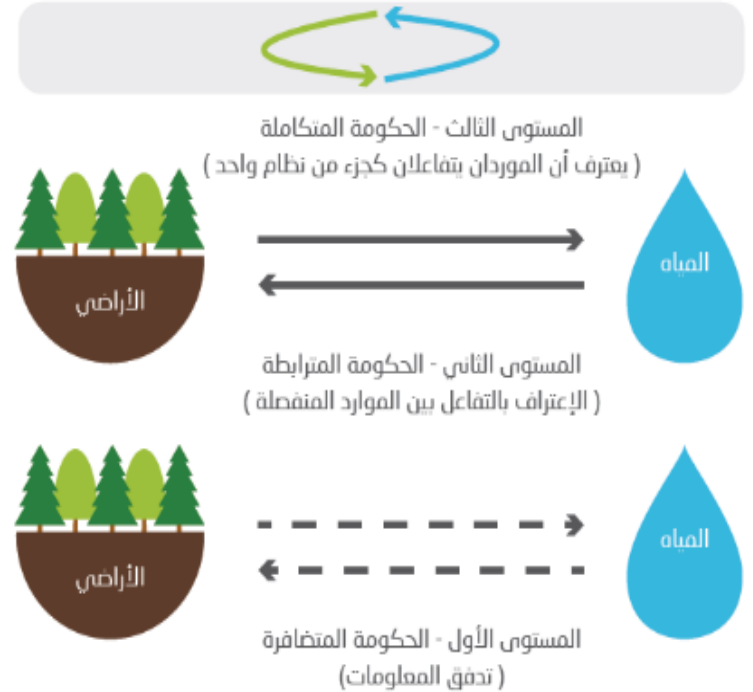 المستوى الثالث - الحكومة المتكاملة
( يعترف أن الموردان يتفاعلان كجزء من نظام واحد )
الأراضي
المياه
المستوى الثاني - الحكومة المترابطة
( الإعتراف بالتفاعل بين الموارد المنفصلة )
الأراضي
المياه
المستوى الأول - الحكومة المتضافرة
( تدفق المعلومات)